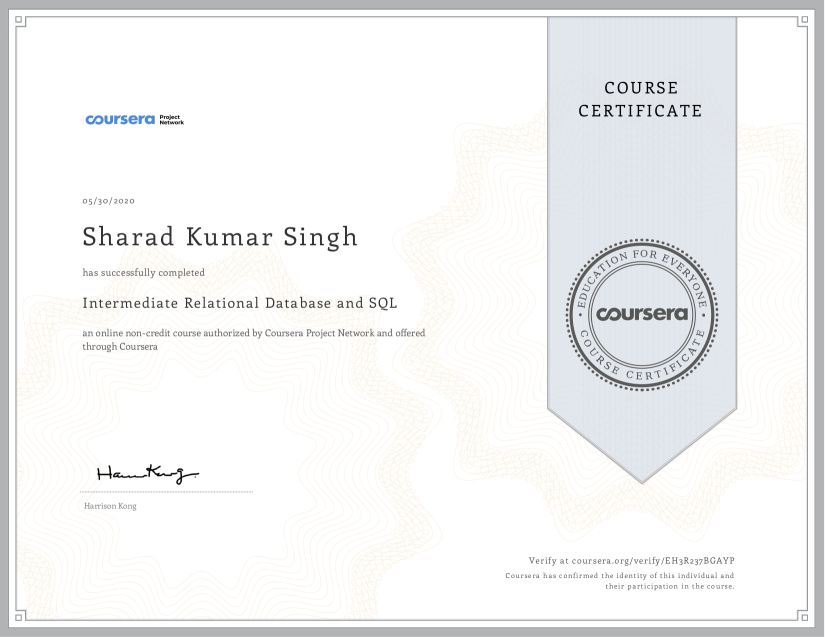 COURSE
CERTIFICATE
coursera Project
Network
05/30/2020
Sharad Kumar Singh
has successfully completed
Intermediate Relational Database and SQL
an online non-credit course authorized by Coursera Project Network and offered
through Coursera
EDUCATION FOR EVERYONE
coursera
COURSE CERTIFICATE
Harrison Kong
Harrison Kong
Verify at coursera.org/verify/EH3R237BGAYP
Coursera has confirmed the identity of this individual and
their participation in the course.